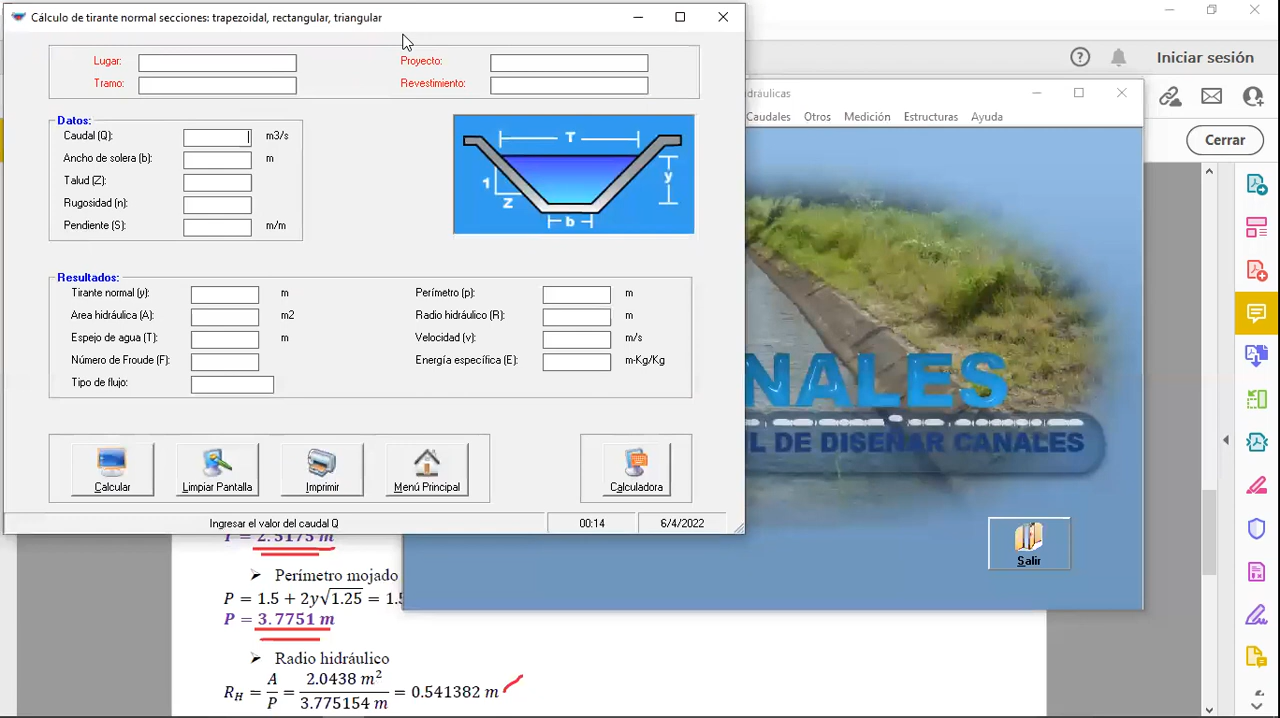 Cálculo de tirante normal secciones: trapezoidal, rectangular, triangular
Iniciar sesión
Lugar:
Proyecto:
Tramo:
Revestimiento:
dráulicas
Canales Otros Medición Estructuras Ayuda
Cerrar
Datos:
Caudal (Q): m3/s
Ancho de solera (b): m
Talud (Z):
Rugosidad (n):
Pendiente (S): m/m
T
y
1
Z
b
Resultados:
Tirante normal (y): m
Perímetro (p): m
Area hidráulica (A): m2
Radio hidráulico (R): m
Espejo de agua (T): m
Velocidad (v): m/s
Número de Froude (F):
Energía específica (E): m-Kg/Kg
Tipo de flujo:
NALES
L DE DISEÑAR CANALES
Calcular
Limpiar Pantalla
Imprimir
Menú Principal
Calculadora
Ingresar el valor del caudal Q
00:14
6/4/2022
Salir
T = 2.5175 m
➢ Perímetro mojado
P = 1.5 + 2y√1.25 = 1.5
P = 3.7751 m
➢ Radio hidráulico
R_H = A/P = 2.0438 m²/3.775154 m = 0.541382 m